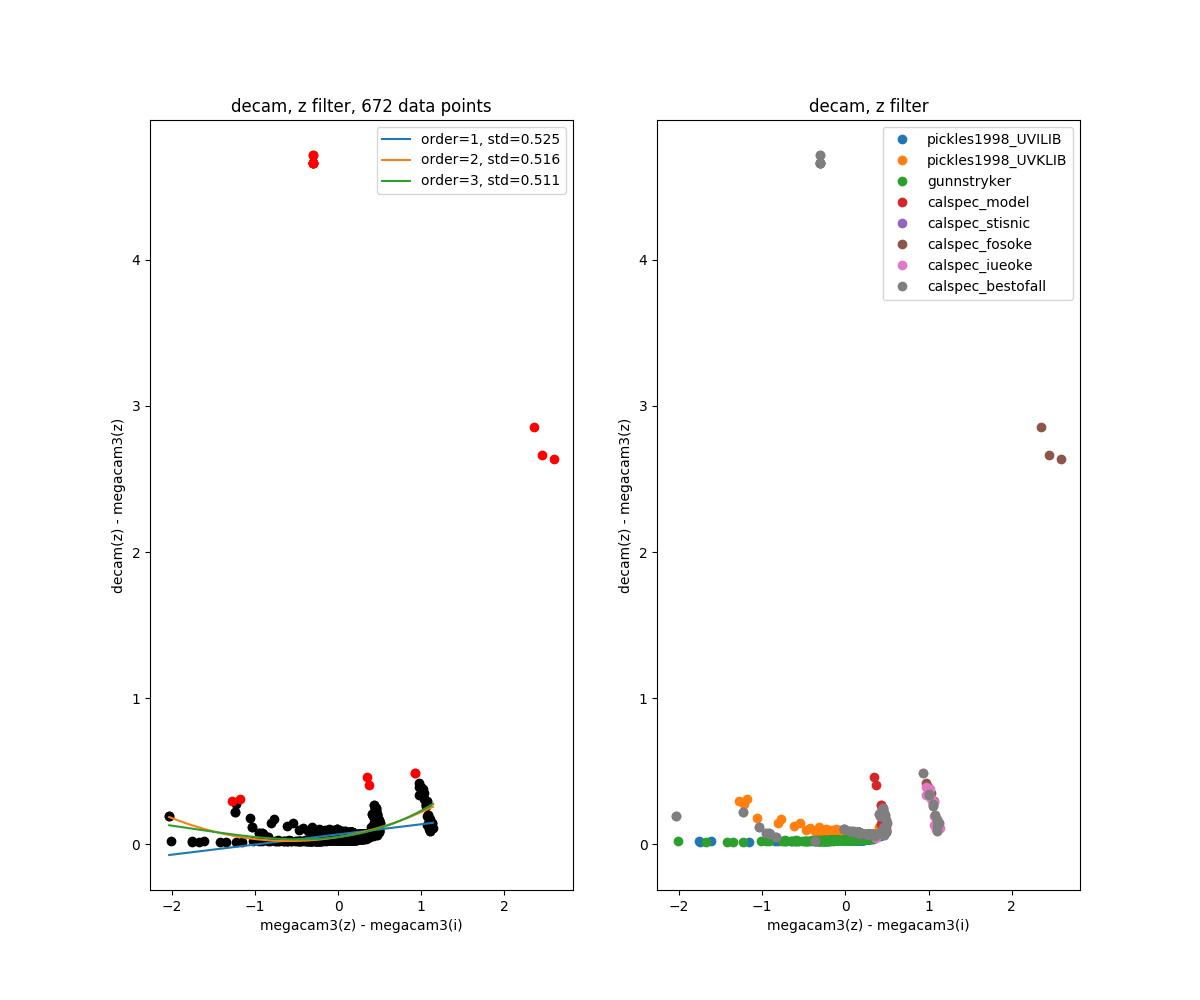 decam, z filter, 672 data points
order=1, std=0.525
order=2, std=0.516
order=3, std=0.511
decam(z) - megacam3(z)
4
3
2
1
0
−2
−1
0
1
2
megacam3(z) - megacam3(i)
decam, z filter
pickles1998_UVILIB
pickles1998_UVKLIB
gunnstryker
calspec_model
calspec_stisnic
calspec_fosoke
calspec_iueoke
calspec_bestofall
decam(z) - megacam3(z)
4
3
2
1
0
−2
−1
0
1
2
megacam3(z) - megacam3(i)